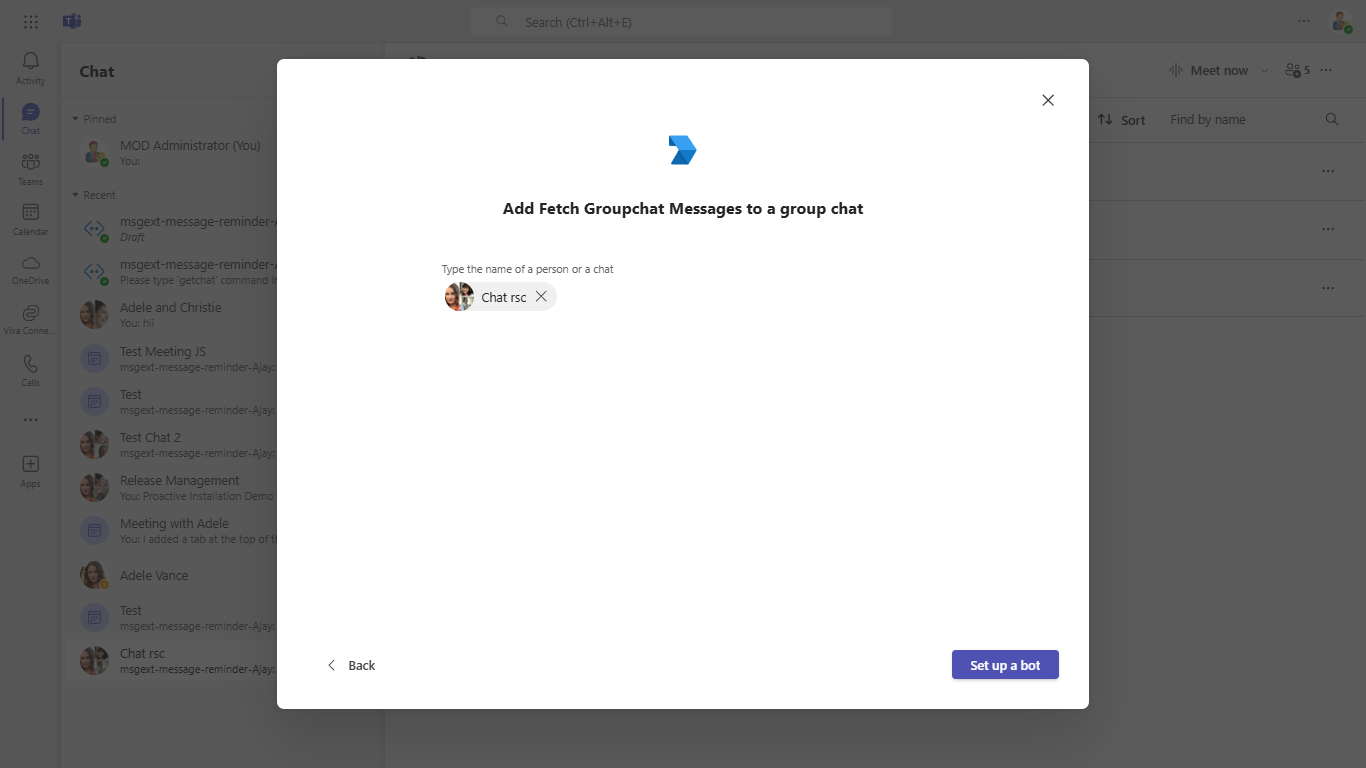 Search (Ctrl+Alt+E)
Activity
Chat
Teams
Calendar
OneDrive
Viva Conne...
Calls
Apps
Chat
Pinned
MOD Administrator (You)
You:
Recent
msgext-message-reminder-
Draft
msgext-message-reminder-
Please type 'getchat' command
Adele and Christie
You: hii
Test Meeting JS
msgext-message-reminder-Ajay:
Test
msgext-message-reminder-Ajay:
Test Chat 2
msgext-message-reminder-Ajay:
Release Management
You: Proactive Installation Demo
Meeting with Adele
You: I added a tab at the top of
Adele Vance
Test
msgext-message-reminder-Ajay:
Chat rsc
msgext-message-reminder-Ajay:
Meet now
5
Sort
Find by name
Add Fetch Groupchat Messages to a group chat
Type the name of a person or a chat
Chat rsc
Back
Set up a bot